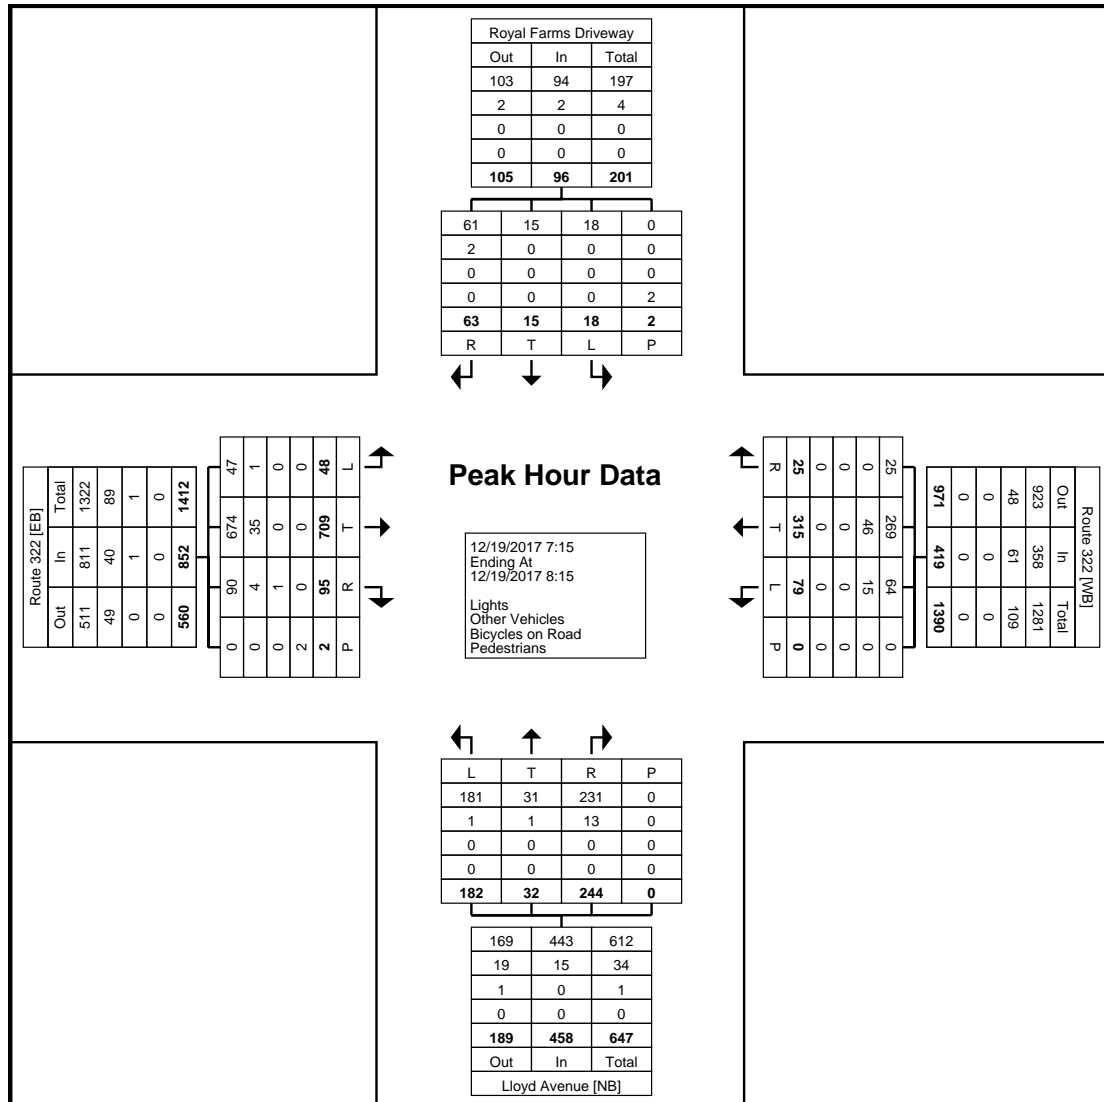 Royal Farms Driveway
Out In Total
103 94 197
2 2 4
0 0 0
0 0 0
105 96 201
61 15 18 0
2 0 0 0
0 0 0 0
0 0 0 2
63 15 18 2
R T L P
Route 322 [EB]
Total In Out
1322 811 511
89 40 49
1 1 0
0 0 0
1412 852 560
47 674 90 0
1 35 4 0
0 0 1 0
0 0 0 2
48 709 95 2
L T R P
Peak Hour Data
12/19/2017 7:15
Ending At
12/19/2017 8:15
Lights
Other Vehicles
Bicycles on Road
Pedestrians
R T L P
25 315 79 0
0 0 0 0
0 0 0 0
0 46 15 0
25 269 64 0
Route 322 [WB]
Out In Total
923 358 1281
48 61 109
0 0 0
0 0 0
971 419 1390
L T R P
181 31 231 0
1 1 13 0
0 0 0 0
0 0 0 0
182 32 244 0
169 443 612
19 15 34
1 0 1
0 0 0
189 458 647
Out In Total
Lloyd Avenue [NB]